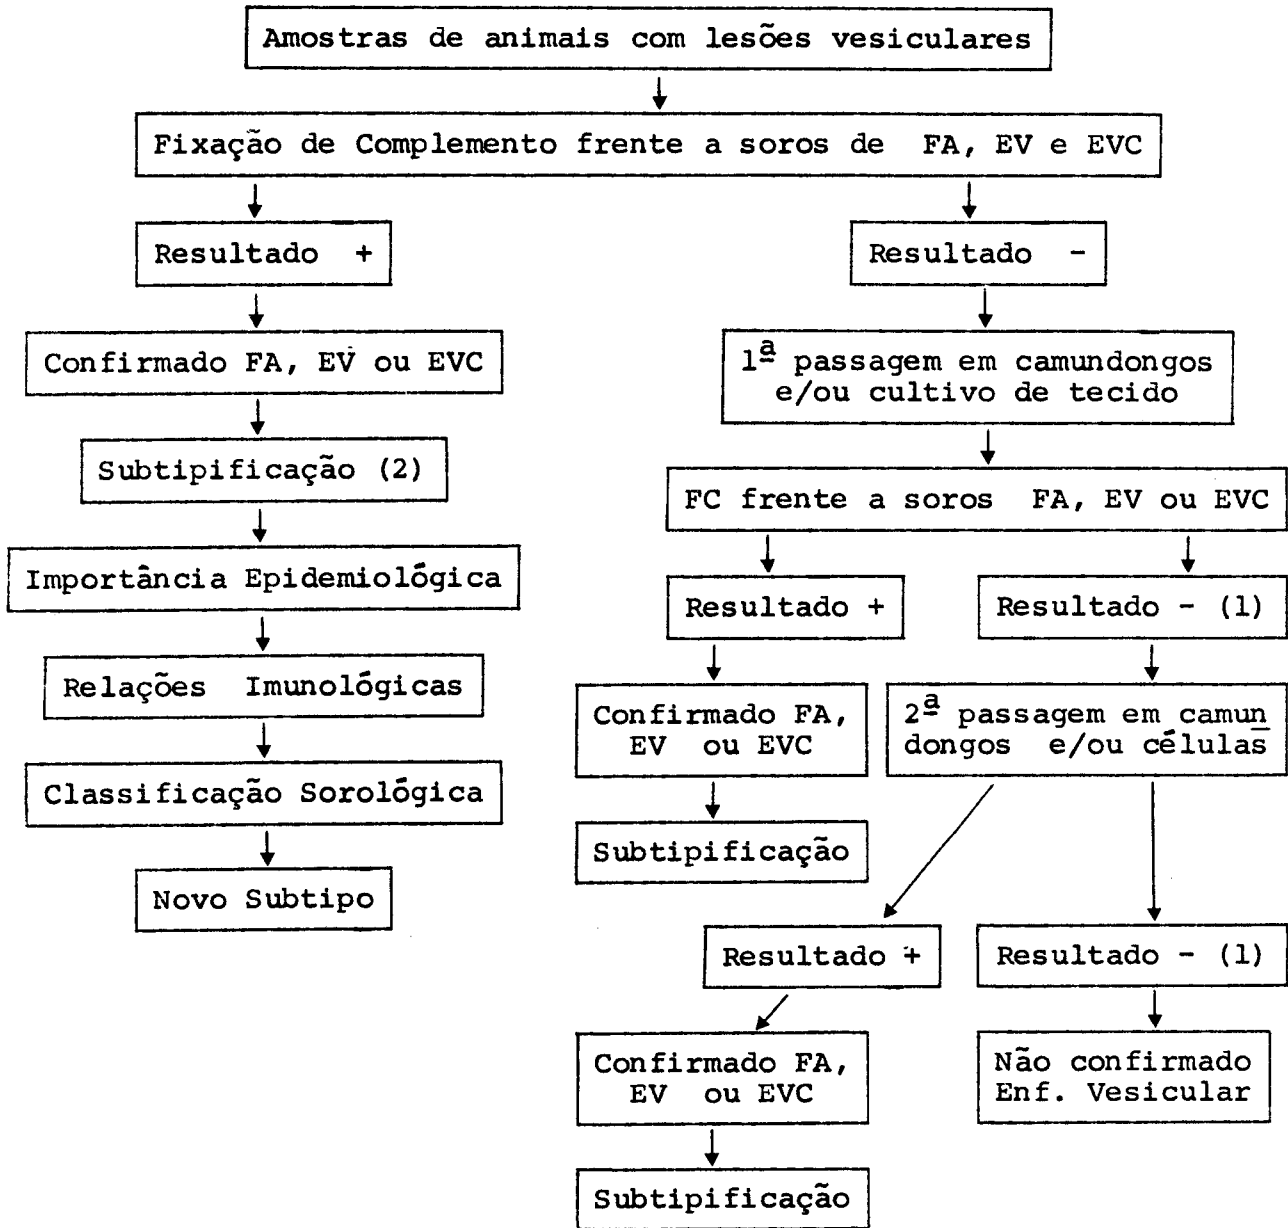 Amostras de animais com lesões vesiculares
Fixação de Complemento frente a soros de FA, EV e EVC
Resultado +
Resultado -
Confirmado FA, EV ou EVC
1ª passagem em camundongos
e/ou cultivo de tecido
Subtipificação (2)
FC frente a soros FA, EV ou EVC
Importância Epidemiológica
Resultado +
Resultado - (1)
Relações Imunológicas
Confirmado FA,
EV ou EVC
2ª passagem em camun
dongos e/ou células
Classificação Sorológica
Subtipificação
Novo Subtipo
Resultado +
Resultado - (1)
Confirmado FA,
EV ou EVC
Não confirmado
Enf. Vesicular
Subtipificação